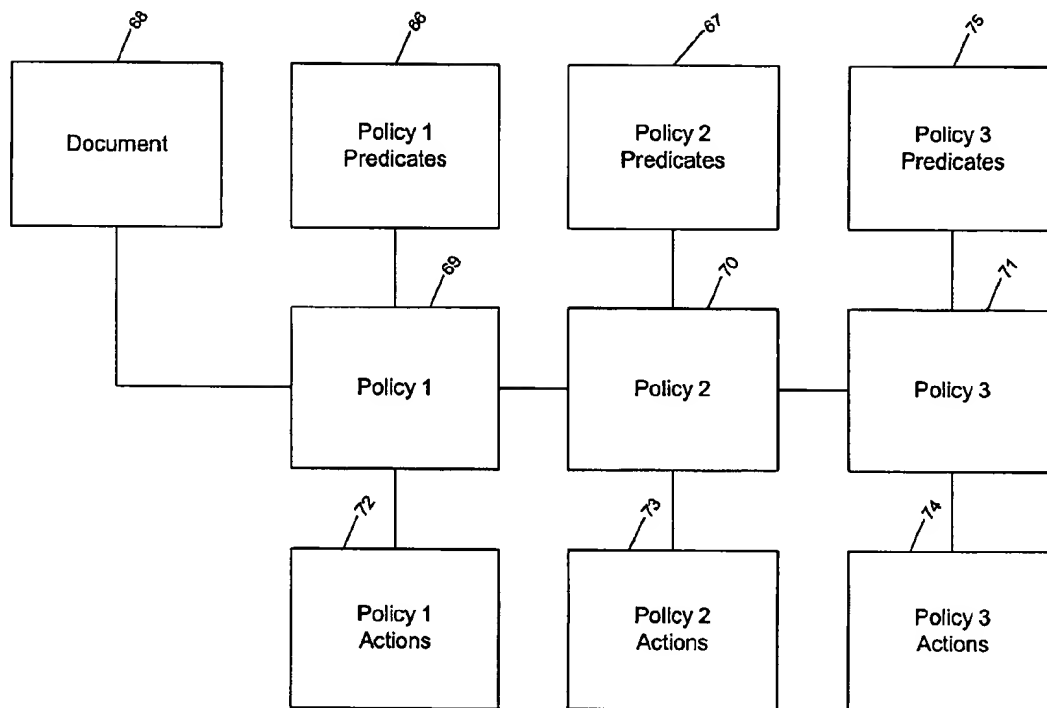 68
66
67
75
Document
Policy 1
Predicates
Policy 2
Predicates
Policy 3
Predicates
69
70
71
Policy 1
Policy 2
Policy 3
72
73
74
Policy 1
Actions
Policy 2
Actions
Policy 3
Actions